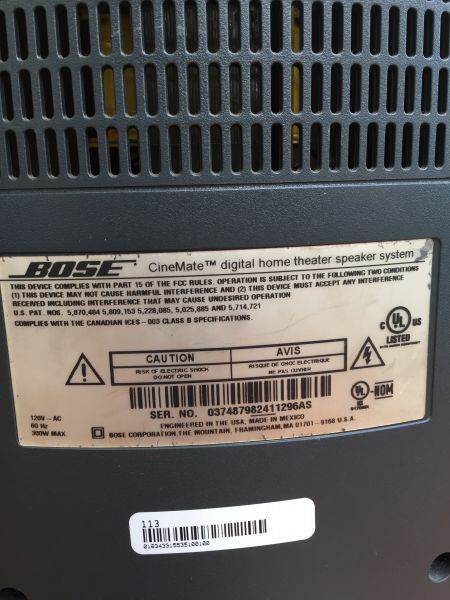 BOSE CineMate™ digital home theater speaker system
THIS DEVICE COMPLIES WITH PART 15 OF THE FCC RULES. OPERATION IS SUBJECT TO THE FOLLOWING TWO CONDITIONS
(1) THIS DEVICE MAY NOT CAUSE HARMFUL INTERFERENCE AND (2) THIS DEVICE MUST ACCEPT ANY INTERFERENCE
RECEIVED INCLUDING INTERFERENCE THAT MAY CAUSE UNDESIRED OPERATION
U.S. PAT. NOS. 5,870,484 5,809,153 5,228,085, 5,025,885 AND 5,714,721
COMPLIES WITH THE CANADIAN ICES - 003 CLASS B SPECIFICATIONS.
C UL US
LISTED
CAUTION AVIS
RISK OF ELECTRIC SHOCK RISQUE DE CHOC ELECTRIQUE
DO NOT OPEN NE PAS OUVRIR
UL -NOM
SER. NO. 037487982411296AS
120V - AC
60 Hz
300W MAX.
ENGINEERED IN THE USA, MADE IN MEXICO
BOSE CORPORATION, THE MOUNTAIN, FRAMINGHAM, MA 01701 - 9168 U.S.A.
113
016343315535100100